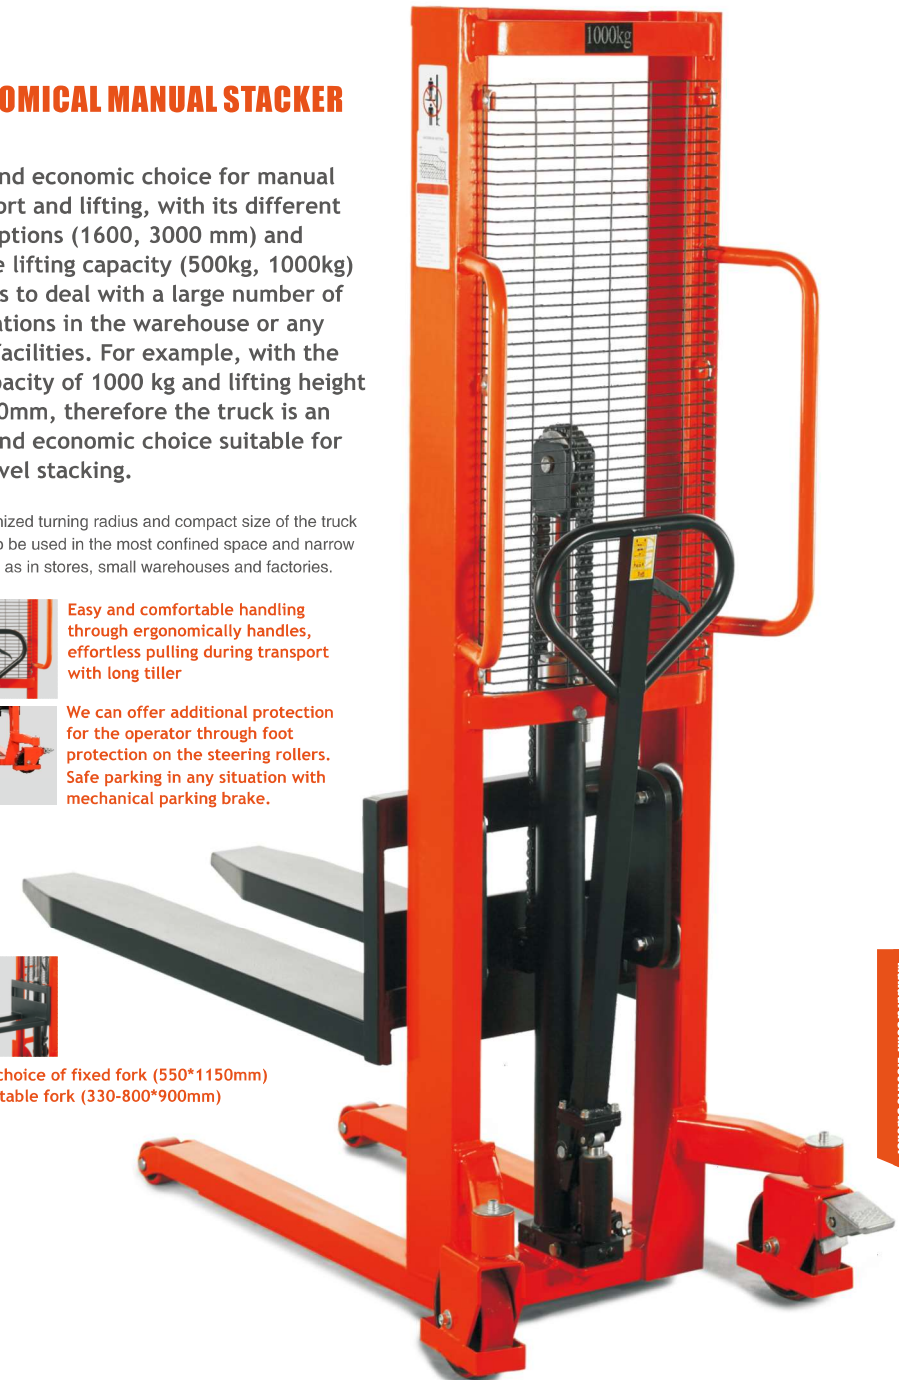 OMICAL MANUAL STACKER
1000kg
nd economic choice for manual
ort and lifting, with its different
ptions (1600, 3000 mm) and
e lifting capacity (500kg, 1000kg)
s to deal with a large number of
ations in the warehouse or any
facilities. For example, with the
pacity of 1000 kg and lifting height
0mm, therefore the truck is an
nd economic choice suitable for
vel stacking.
nized turning radius and compact size of the truck
o be used in the most confined space and narrow
as in stores, small warehouses and factories.
Easy and comfortable handling
through ergonomically handles,
effortless pulling during transport
with long tiller
We can offer additional protection
for the operator through foot
protection on the steering rollers.
Safe parking in any situation with
mechanical parking brake.
choice of fixed fork (550*1150mm)
table fork (330-800*900mm)